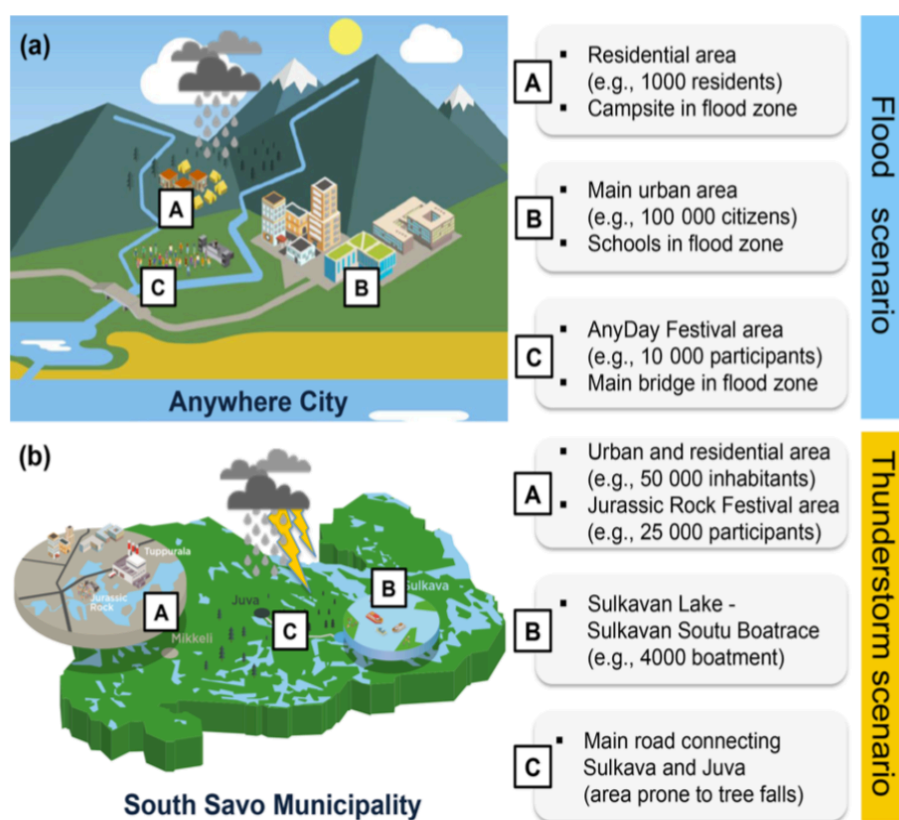 (a)
A
C
B
Anywhere City
A
▪ Residential area
(e.g., 1000 residents)
▪ Campsite in flood zone
B
▪ Main urban area
(e.g., 100 000 citizens)
▪ Schools in flood zone
C
▪ AnyDay Festival area
(e.g., 10 000 participants)
▪ Main bridge in flood zone
Flood scenario
(b)
Tuppurala
Jurassic
Rock
A
Mikkeli
Juva
C
B
Sulkava
South Savo Municipality
A
▪ Urban and residential area
(e.g., 50 000 inhabitants)
▪ Jurassic Rock Festival area
(e.g., 25 000 participants)
B
▪ Sulkavan Lake -
Sulkavan Soutu Boatrace
(e.g., 4000 boatment)
C
▪ Main road connecting
Sulkava and Juva
(area prone to tree falls)
Thunderstorm scenario